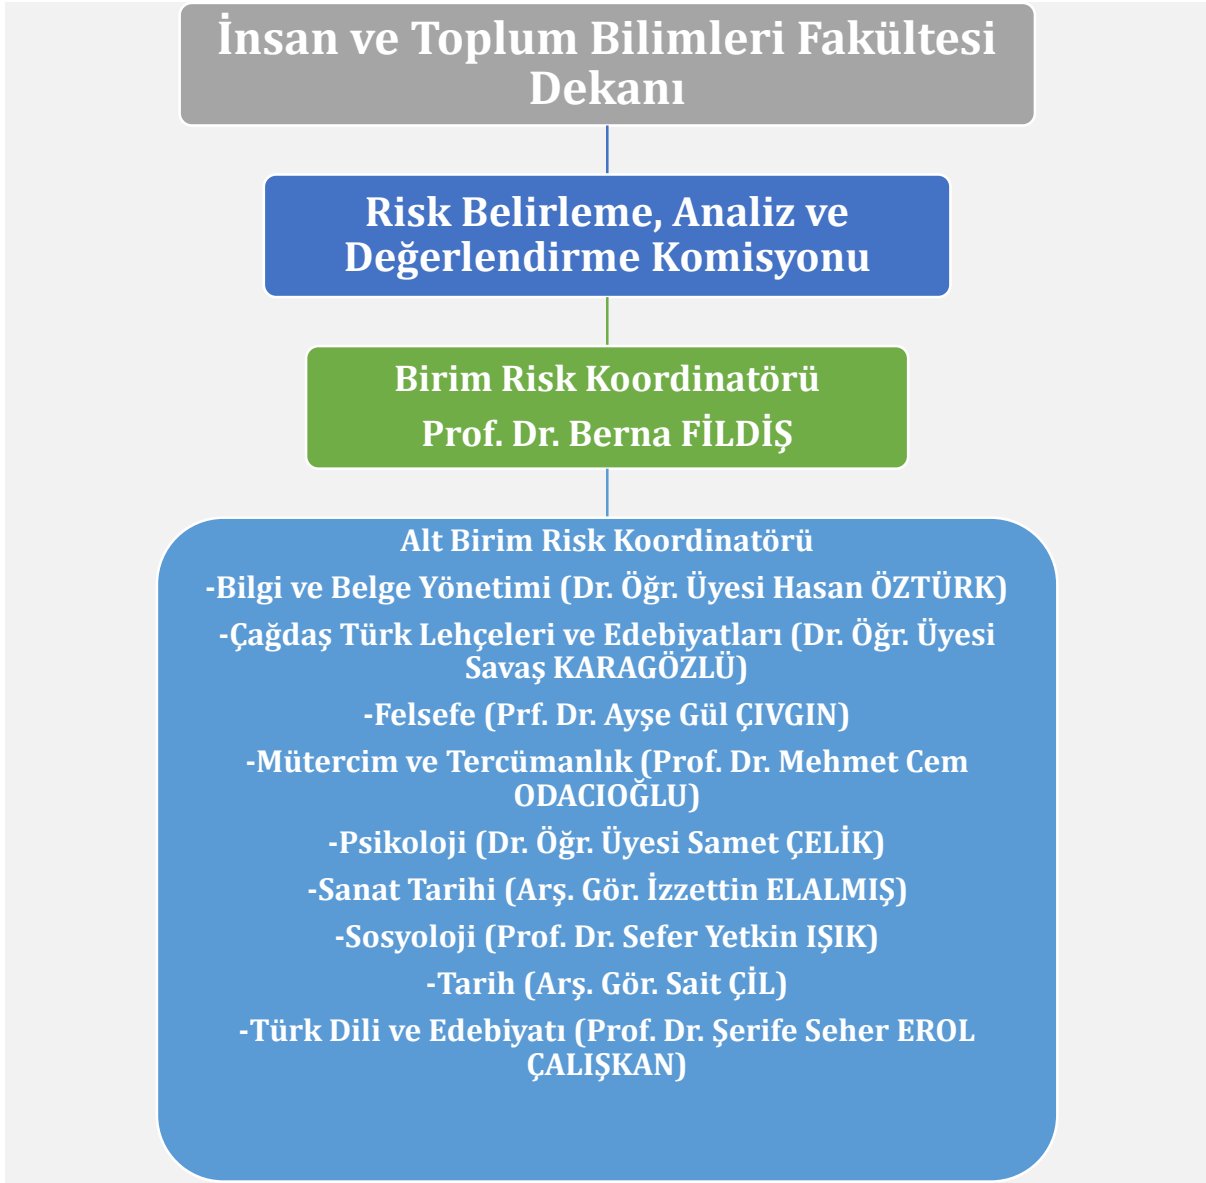 İnsan ve Toplum Bilimleri Fakültesi
Dekanı
Risk Belirleme, Analiz ve
Değerlendirme Komisyonu
Birim Risk Koordinatörü
Prof. Dr. Berna FİLDİŞ
Alt Birim Risk Koordinatörü
-Bilgi ve Belge Yönetimi (Dr. Öğr. Üyesi Hasan ÖZTÜRK)
-Çağdaş Türk Lehçeleri ve Edebiyatları (Dr. Öğr. Üyesi
Savaş KARAGÖZLÜ)
-Felsefe (Prf. Dr. Ayşe Gül ÇIVGIN)
-Mütercim ve Tercümanlık (Prof. Dr. Mehmet Cem
ODACIOĞLU)
-Psikoloji (Dr. Öğr. Üyesi Samet ÇELİK)
-Sanat Tarihi (Arş. Gör. İzzettin ELALMIŞ)
-Sosyoloji (Prof. Dr. Sefer Yetkin IŞIK)
-Tarih (Arş. Gör. Sait ÇİL)
-Türk Dili ve Edebiyatı (Prof. Dr. Şerife Seher EROL
ÇALIŞKAN)